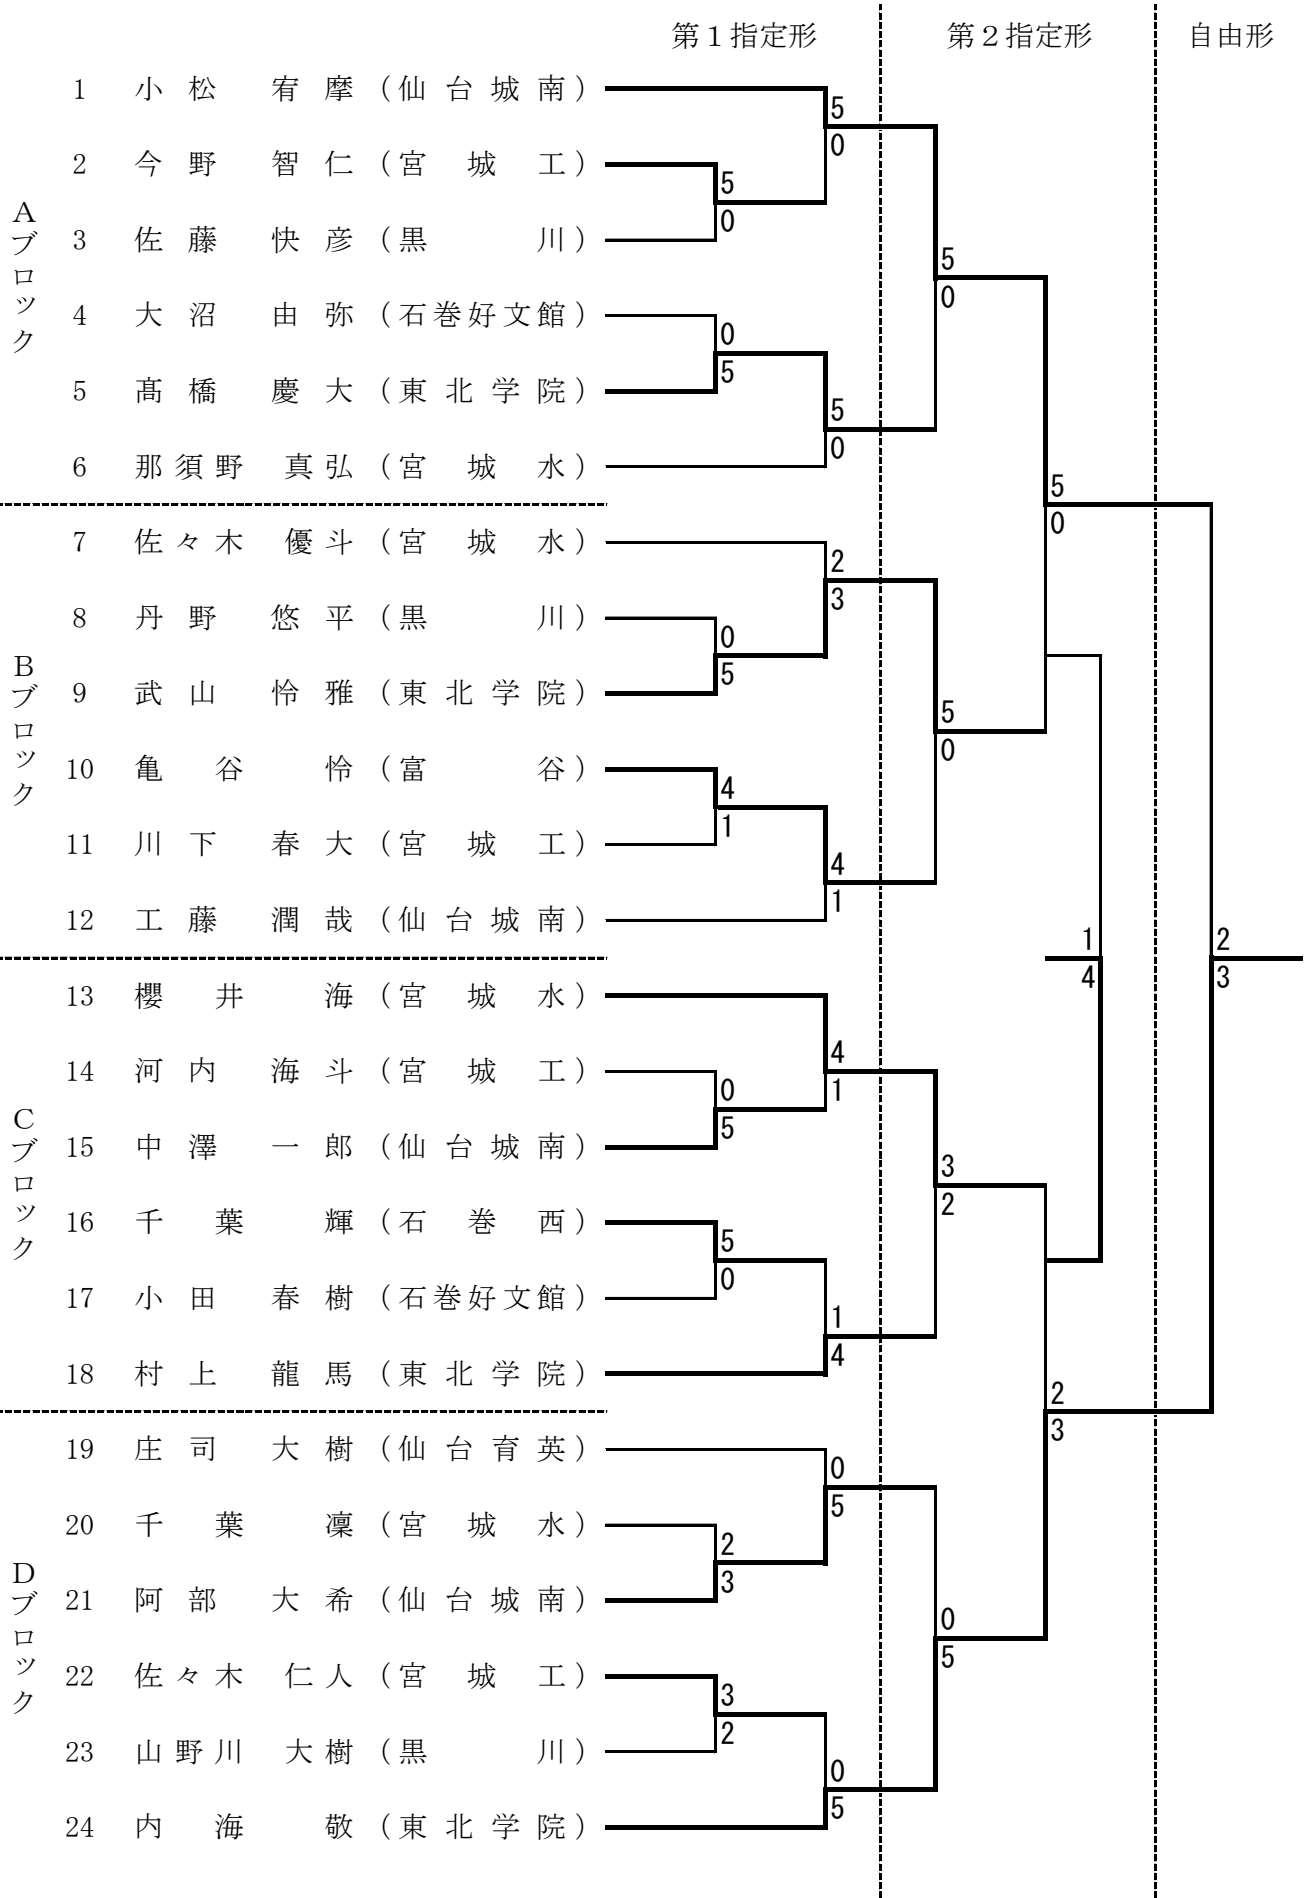 第１指定形 第２指定形 自由形
Aブロック
1 小松 宥摩 (仙台城南)
5
0
2 今野 智仁 (宮城工)
5
0
3 佐藤 快彦 (黒川)
5
0
4 大沼 由弥 (石巻好文館)
0
5
5 髙橋 慶大 (東北学院)
5
0
6 那須野 真弘 (宮城水)
5
0
Bブロック
7 佐々木 優斗 (宮城水)
2
3
8 丹野 悠平 (黒川)
0
5
9 武山 怜雅 (東北学院)
5
0
10 亀谷 怜 (富谷)
4
1
11 川下 春大 (宮城工)
4
1
12 工藤 潤哉 (仙台城南)
1
4
2
3
Cブロック
13 櫻井 海 (宮城水)
4
1
14 河内 海斗 (宮城工)
0
5
15 中澤 一郎 (仙台城南)
3
2
16 千葉 輝 (石巻西)
5
0
17 小田 春樹 (石巻好文館)
1
4
18 村上 龍馬 (東北学院)
2
3
Dブロック
19 庄司 大樹 (仙台育英)
0
5
20 千葉 凜 (宮城水)
2
3
21 阿部 大希 (仙台城南)
0
5
22 佐々木 仁人 (宮城工)
3
2
23 山野川 大樹 (黒川)
0
5
24 内海 敬 (東北学院)